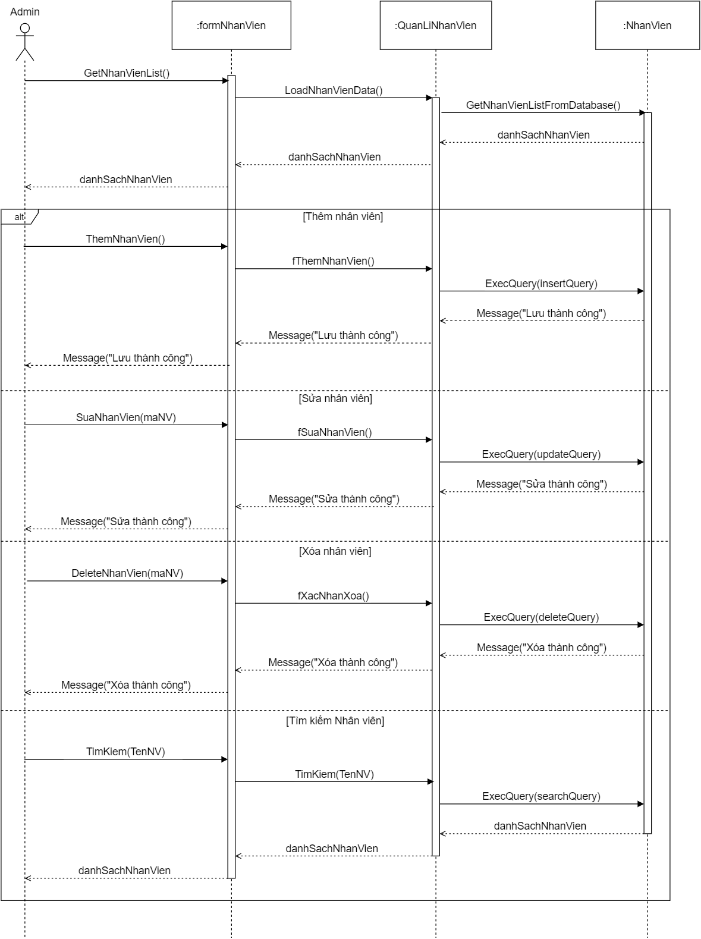 Admin
:formNhanVien
:QuanLiNhanVien
:NhanVien
GetNhanVienList()
LoadNhanVienData()
GetNhanVienListFromDatabase()
danhSachNhanVien
danhSachNhanVien
danhSachNhanVien
alt
[Thêm nhân viên]
ThemNhanVien()
fThemNhanVien()
ExecQuery(insertQuery)
Message("Lưu thành công")
Message("Lưu thành công")
Message("Lưu thành công")
[Sửa nhân viên]
SuaNhanVien(maNV)
fSuaNhanVien()
ExecQuery(updateQuery)
Message("Sửa thành công")
Message("Sửa thành công")
Message("Sửa thành công")
[Xóa nhân viên]
DeleteNhanVien(maNV)
fXacNhanXoa()
ExecQuery(deleteQuery)
Message("Xóa thành công")
Message("Xóa thành công")
Message("Xóa thành công")
[Tím kiếm Nhân viên]
TimKiem(TenNV)
TimKiem(TenNV)
ExecQuery(searchQuery)
danhSachNhanVien
danhSachNhanVien
danhSachNhanVien